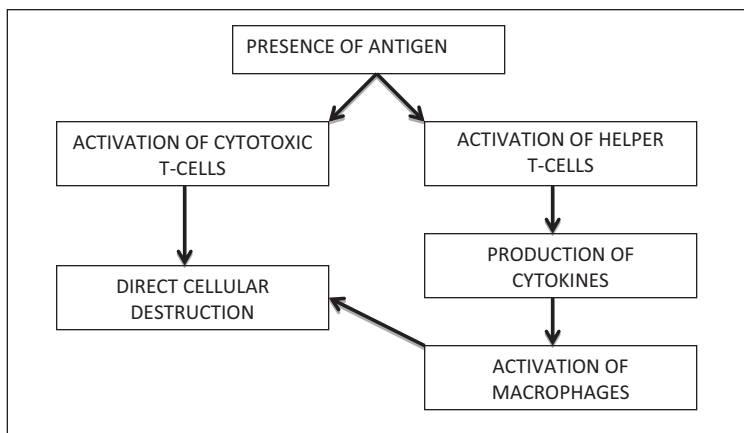 PRESENCE OF ANTIGEN
ACTIVATION OF CYTOTOXIC
T-CELLS
ACTIVATION OF HELPER
T-CELLS
DIRECT CELLULAR
DESTRUCTION
PRODUCTION OF
CYTOKINES
ACTIVATION OF
MACROPHAGES